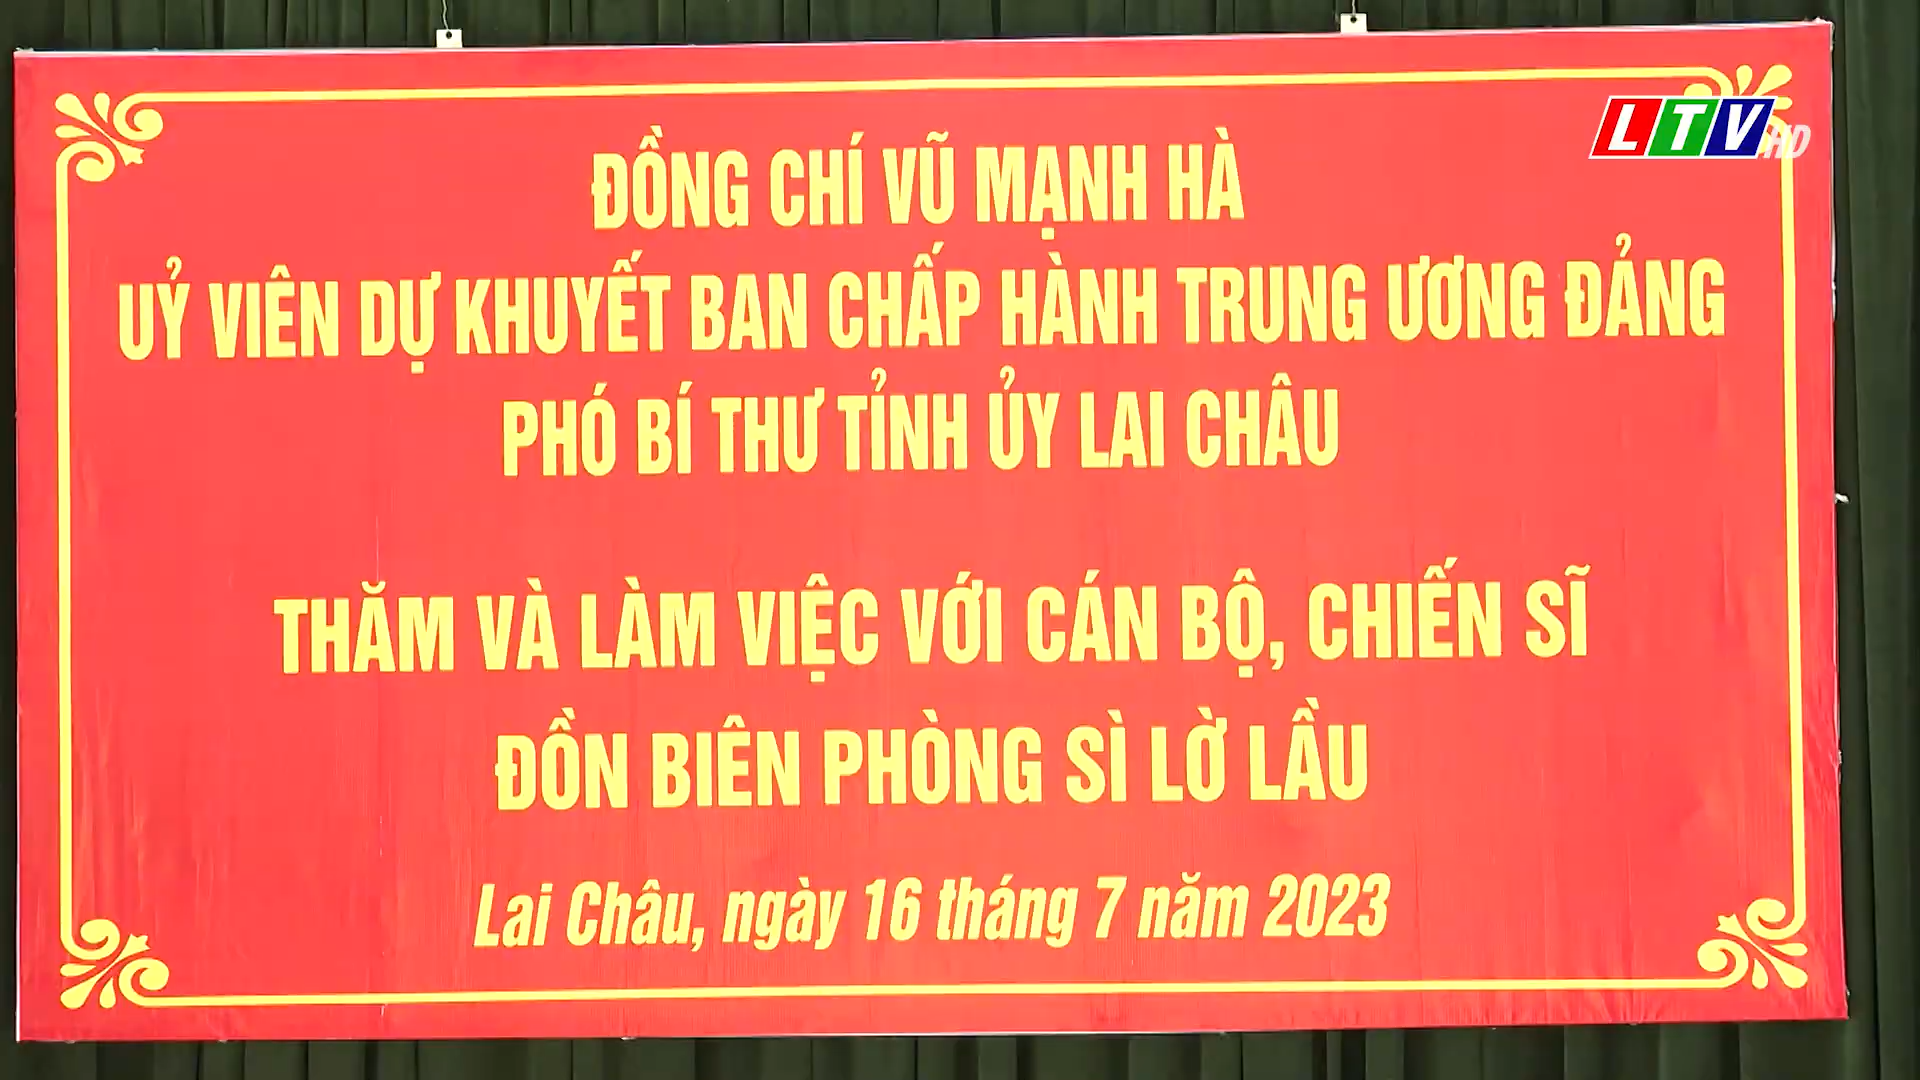 LTV HD
ĐỒNG CHÍ VŨ MẠNH HÀ
UỶ VIÊN DỰ KHUYẾT BAN CHẤP HÀNH TRUNG ƯƠNG ĐẢNG
PHÓ BÍ THƯ TỈNH ỦY LAI CHÂU
THĂM VÀ LÀM VIỆC VỚI CÁN BỘ, CHIẾN SĨ
ĐỒN BIÊN PHÒNG SÌ LỜ LẦU
Lai Châu, ngày 16 tháng 7 năm 2023